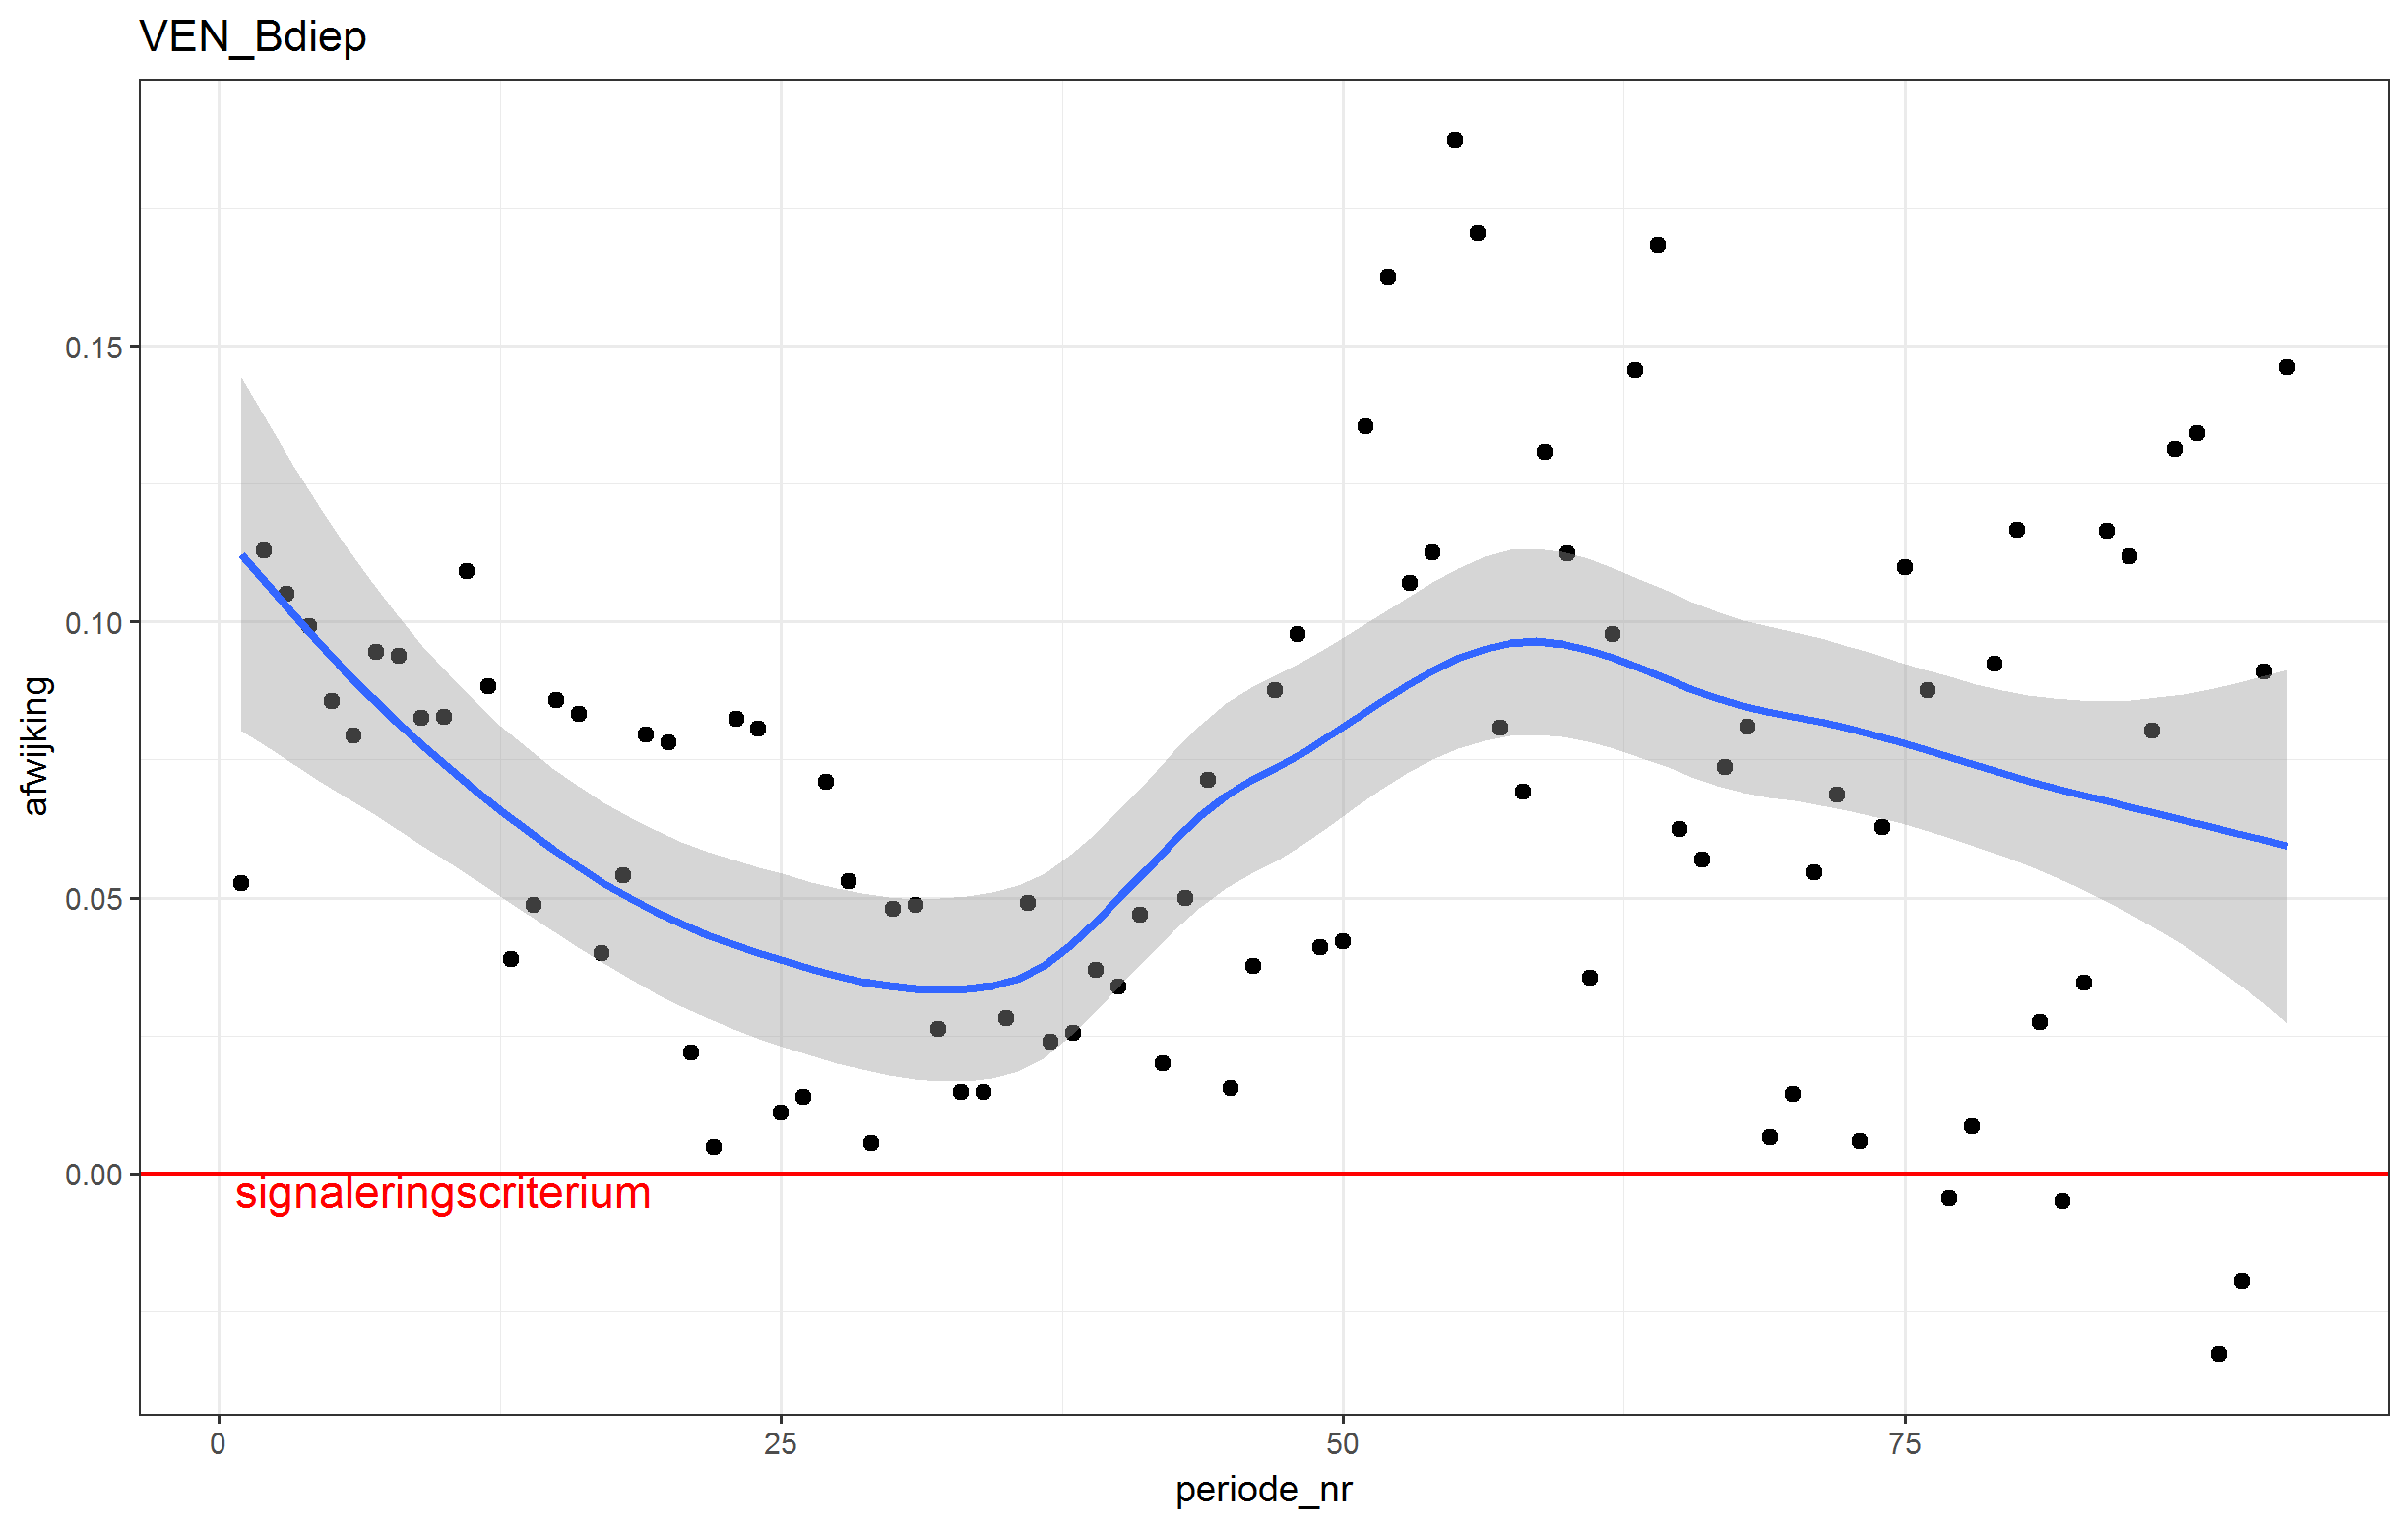 VEN_Bdiep
afwijking
0.15
0.10
0.05
0.00
signaleringscriterium
0 25 50 75
periode_nr